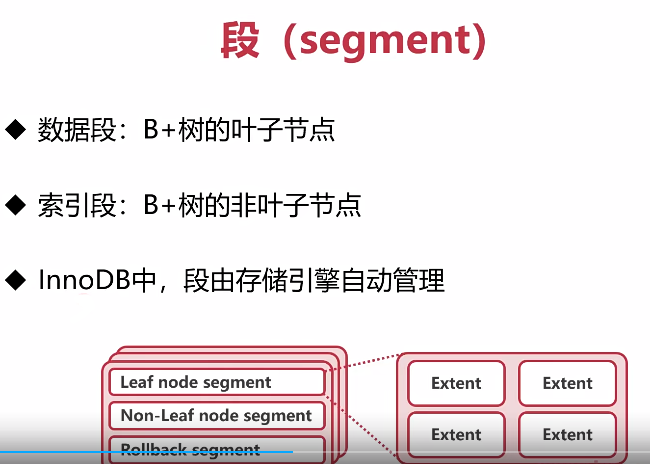 段（segment）
◆ 数据段：B+树的叶子节点
◆ 索引段：B+树的非叶子节点
◆ InnoDB中，段由存储引擎自动管理
Leaf node segment
Non-Leaf node segment
Rollback segment
Extent Extent
Extent Extent